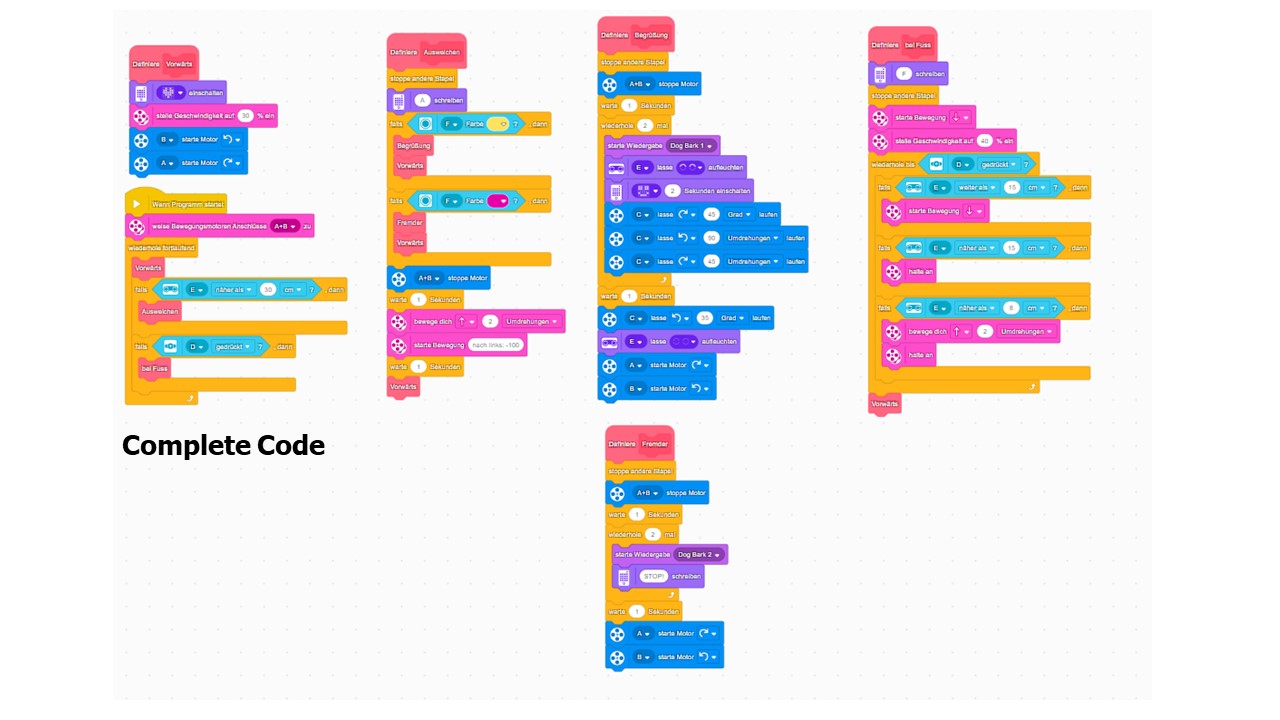 Definiere Vorwärts
einschalten
stelle Geschwindigkeit auf 30 % ein
B starte Motor
A starte Motor
Wenn Programm startet
weise Bewegungsmotoren Anschlüsse A+B zu
wiederhole fortlaufend
Vorwärts
falls E näher als 30 cm ? , dann
Ausweichen
falls D gedrückt ? , dann
bei Fuss
Complete Code
Definiere Ausweichen
stoppe andere Stapel
A schreiben
falls F Farbe ? , dann
Begrüßung
Vorwärts
falls F Farbe ? , dann
Fremder
Vorwärts
A+B stoppe Motor
warte 1 Sekunden
bewege dich ↑ 2 Umdrehungen
starte Bewegung nach links: -100
warte 1 Sekunden
Vorwärts
Definiere Begrüßung
stoppe andere Stapel
A+B stoppe Motor
warte 1 Sekunden
wiederhole 2 mal
starte Wiedergabe Dog Bark 1
E lasse aufleuchten
2 Sekunden einschalten
C lasse 45 Grad laufen
C lasse 90 Umdrehungen laufen
C lasse 45 Umdrehungen laufen
warte 1 Sekunden
C lasse 35 Grad laufen
E lasse aufleuchten
A starte Motor
B starte Motor
Definiere Fremder
stoppe andere Stapel
A+B stoppe Motor
warte 1 Sekunden
wiederhole 2 mal
starte Wiedergabe Dog Bark 2
STOP! schreiben
warte 1 Sekunden
A starte Motor
B starte Motor
Definiere bei Fuss
F schreiben
stoppe andere Stapel
starte Bewegung ↓
stelle Geschwindigkeit auf 40 % ein
wiederhole bis D gedrückt ?
falls E weiter als 15 cm ? , dann
starte Bewegung ↓
falls E näher als 15 cm ? , dann
halte an
falls E näher als 8 cm ? , dann
bewege dich ↑ 2 Umdrehungen
halte an
Vorwärts